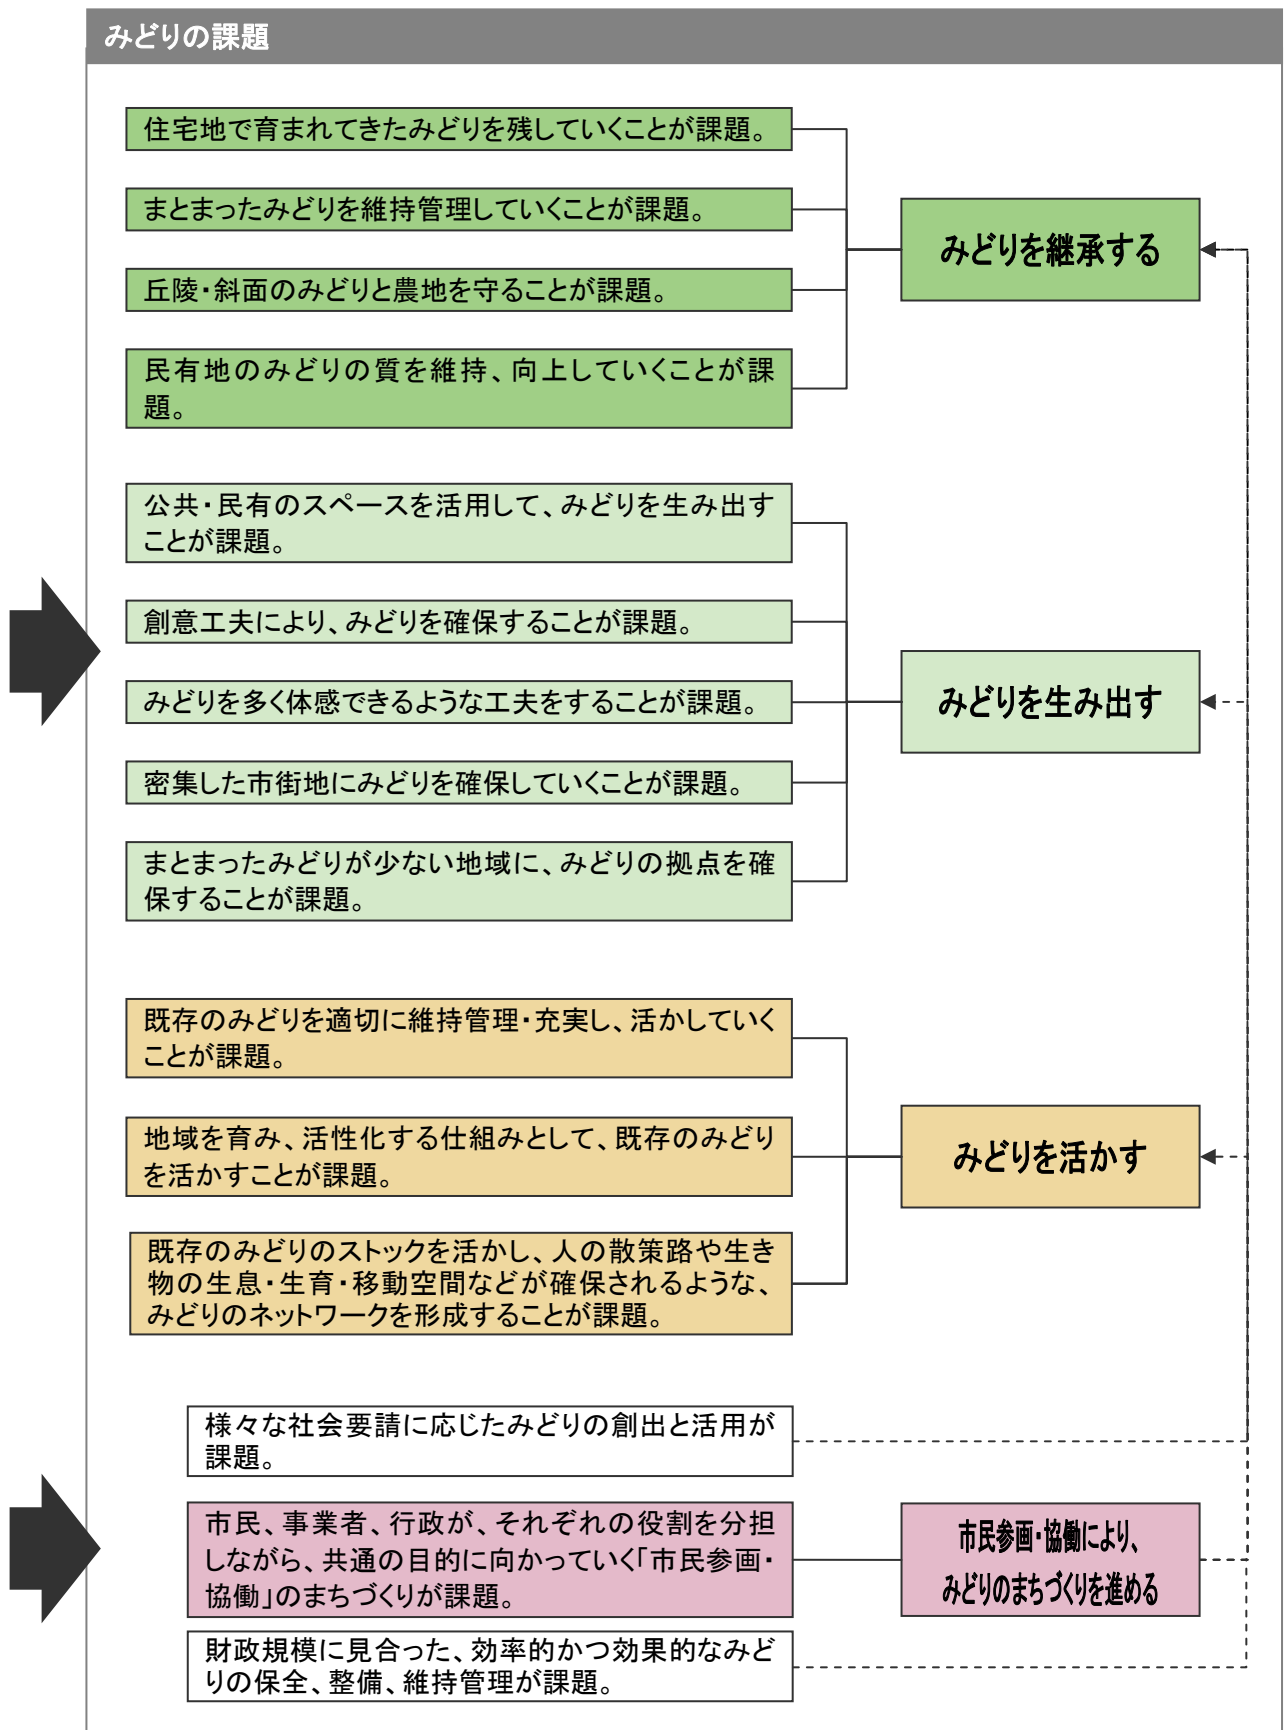 みどりの課題
住宅地で育まれてきたみどりを残していくことが課題。
まとまったみどりを維持管理していくことが課題。
丘陵・斜面のみどりと農地を守ることが課題。
民有地のみどりの質を維持、向上していくことが課
題。
みどりを継承する
公共・民有のスペースを活用して、みどりを生み出す
ことが課題。
創意工夫により、みどりを確保することが課題。
みどりを多く体感できるような工夫をすることが課題。
密集した市街地にみどりを確保していくことが課題。
まとまったみどりが少ない地域に、みどりの拠点を確
保することが課題。
みどりを生み出す
既存のみどりを適切に維持管理・充実し、活かしていく
ことが課題。
地域を育み、活性化する仕組みとして、既存のみどり
を活かすことが課題。
既存のみどりのストックを活かし、人の散策路や生き
物の生息・生育・移動空間などが確保されるような、
みどりのネットワークを形成することが課題。
みどりを活かす
様々な社会要請に応じたみどりの創出と活用が
課題。
市民、事業者、行政が、それぞれの役割を分担
しながら、共通の目的に向かっていく「市民参画・
協働」のまちづくりが課題。
市民参画・協働により、
みどりのまちづくりを進める
財政規模に見合った、効率的かつ効果的なみど
りの保全、整備、維持管理が課題。